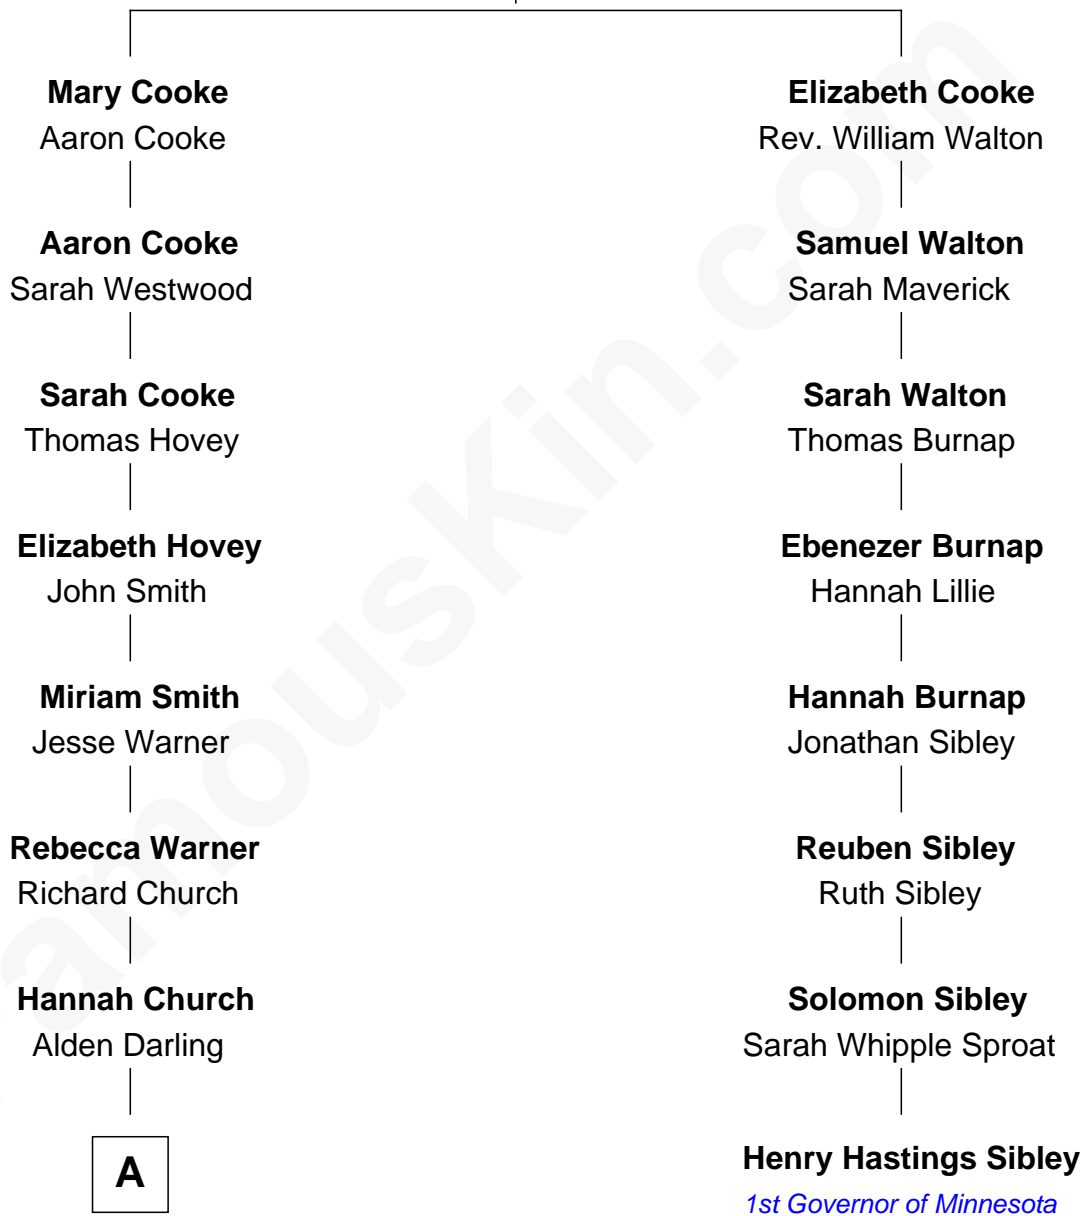 Mary Cooke
Aaron Cooke
Elizabeth Cooke
Rev. William Walton
Aaron Cooke
Sarah Westwood
Samuel Walton
Sarah Maverick
Sarah Cooke
Thomas Hovey
Sarah Walton
Thomas Burnap
Elizabeth Hovey
John Smith
Ebenezer Burnap
Hannah Lillie
Miriam Smith
Jesse Warner
Hannah Burnap
Jonathan Sibley
Rebecca Warner
Richard Church
Reuben Sibley
Ruth Sibley
Hannah Church
Alden Darling
Solomon Sibley
Sarah Whipple Sproat
A
Henry Hastings Sibley
1st Governor of Minnesota
amouskin.com